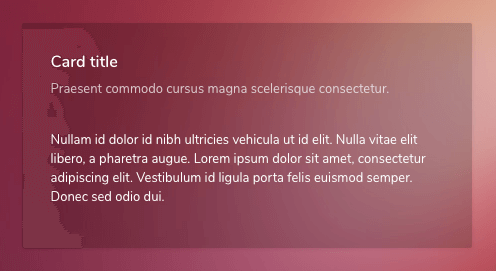 Card title
Praesent commodo cursus magna scelerisque consectetur.
Nullam id dolor id nibh ultricies vehicula ut id elit. Nulla vitae elit
libero, a pharetra augue. Lorem ipsum dolor sit amet, consectetur
adipiscing elit. Vestibulum id ligula porta felis euismod semper.
Donec sed odio dui.